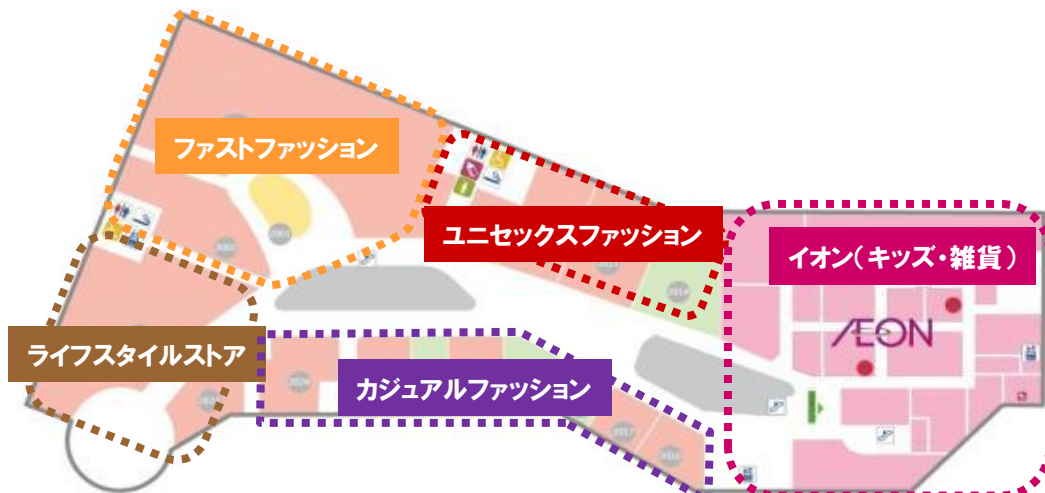 ファストファッション
ユニセックスファッション
イオン（キッズ・雑貨）
ÆON
ライフスタイルストア
カジュアルファッション